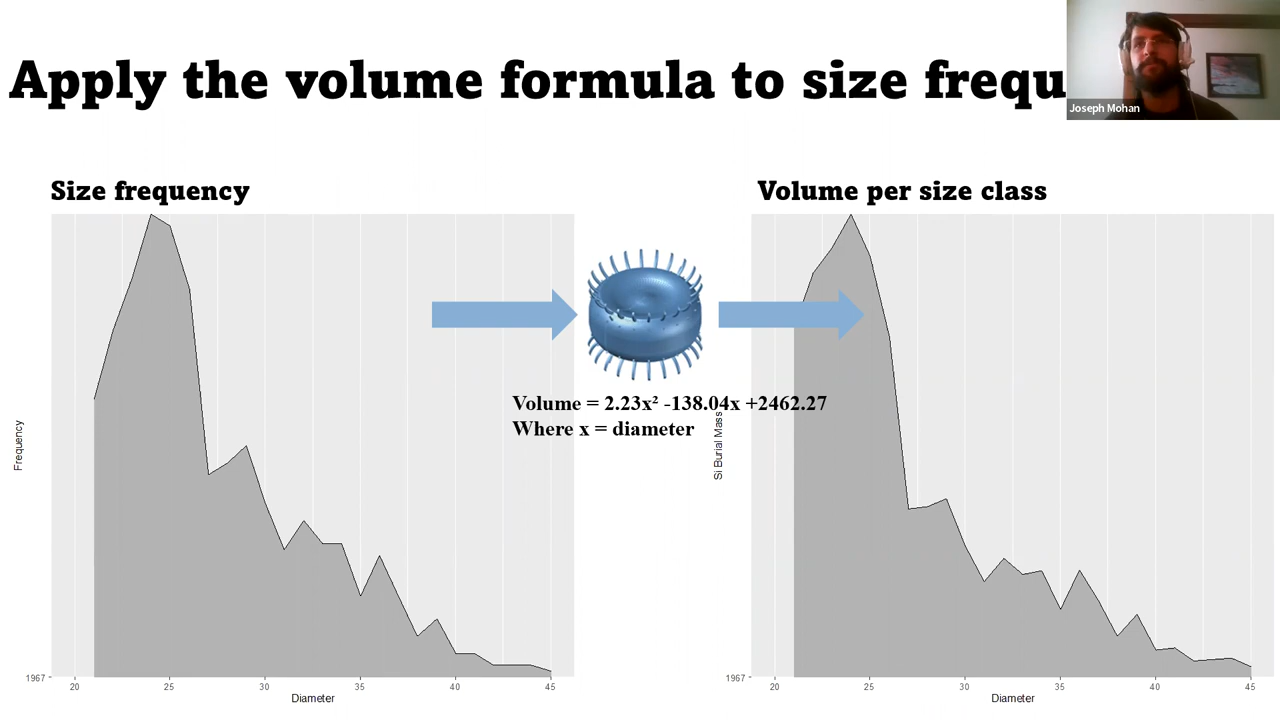 Apply the volume formula to size frequ
Joseph Mohan
Size frequency
Volume per size class
Volume = 2.23x² -138.04x +2462.27
Where x = diameter
Frequency
1967
20 25 30 35 40 45
Diameter
Si Burial Mass
1967
20 25 30 35 40 45
Diameter